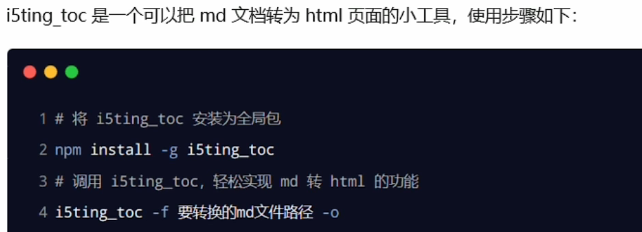 i5ting_toc 是一个可以把 md 文档转为 html 页面的小工具，使用步骤如下：
1 # 将 i5ting_toc 安装为全局包
2 npm install -g i5ting_toc
3 # 调用 i5ting_toc，轻松实现 md 转 html 的功能
4 i5ting_toc -f 要转换的md文件路径 -o